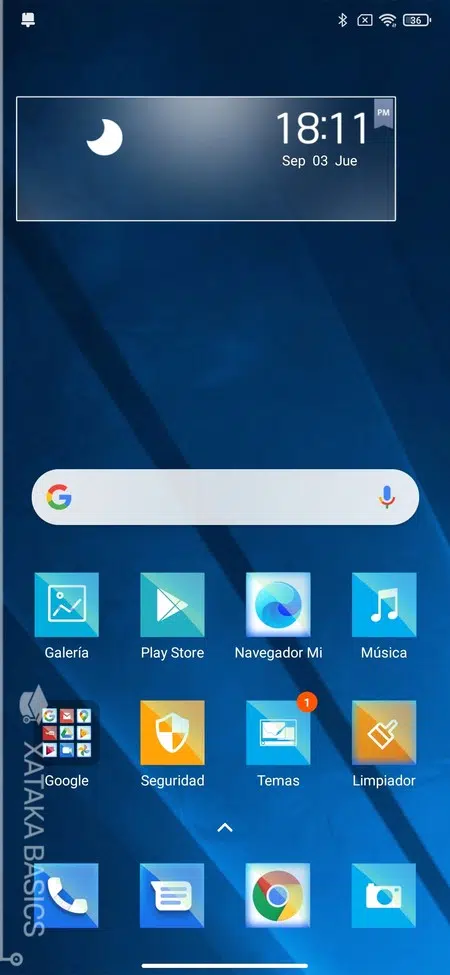 36
18:11
PM
Sep 03 Jue
G
Galería
Play Store
Navegador Mi
Música
1
Google
Seguridad
Temas
Limpiador
XATAKA BASICS